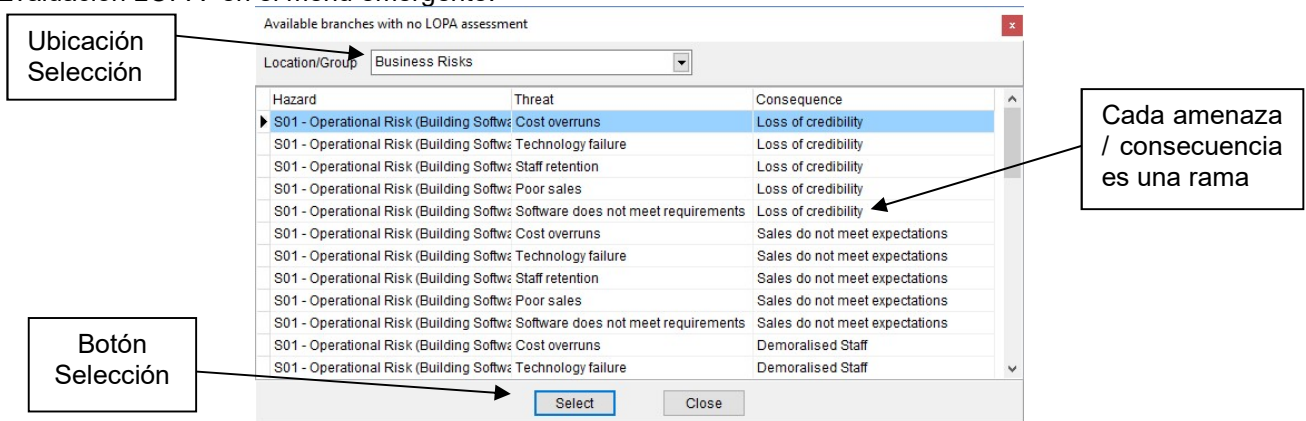 Evaluación LOPA" en el menú emergente.
Available branches with no LOPA assessment
x
Ubicación
Selección
Location/Group Business Risks
Hazard Threat Consequence
S01 - Operational Risk (Building Softwa Cost overruns Loss of credibility
S01 - Operational Risk (Building Softwa Technology failure Loss of credibility
S01 - Operational Risk (Building Softwa Staff retention Loss of credibility
S01 - Operational Risk (Building Softwa Poor sales Loss of credibility
S01 - Operational Risk (Building Softwa Software does not meet requirements Loss of credibility
S01 - Operational Risk (Building Softwa Cost overruns Sales do not meet expectations
S01 - Operational Risk (Building Softwa Technology failure Sales do not meet expectations
S01 - Operational Risk (Building Softwa Staff retention Sales do not meet expectations
S01 - Operational Risk (Building Softwa Poor sales Sales do not meet expectations
S01 - Operational Risk (Building Softwa Software does not meet requirements Sales do not meet expectations
S01 - Operational Risk (Building Softwa Cost overruns Demoralised Staff
S01 - Operational Risk (Building Softwa Technology failure Demoralised Staff
Cada amenaza
/ consecuencia
es una rama
Botón
Selección
Select Close